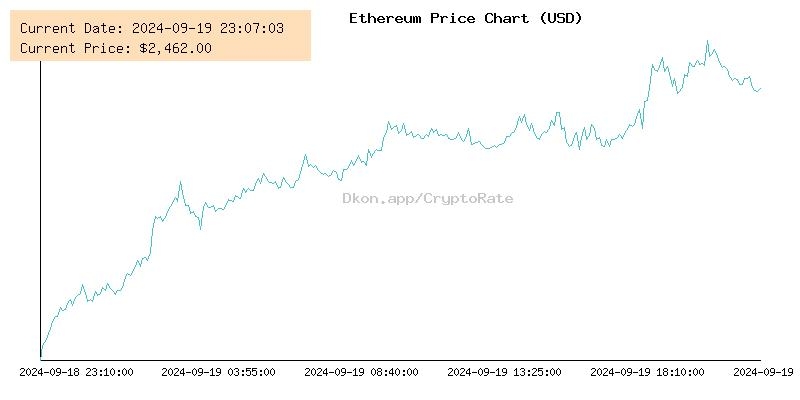 Ethereum Price Chart (USD)
Current Date: 2024-09-19 23:07:03
Current Price: $2,462.00
Dkon.app/CryptoRate
2024-09-18 23:10:00 2024-09-19 03:55:00 2024-09-19 08:40:00 2024-09-19 13:25:00 2024-09-19 18:10:00 2024-09-19